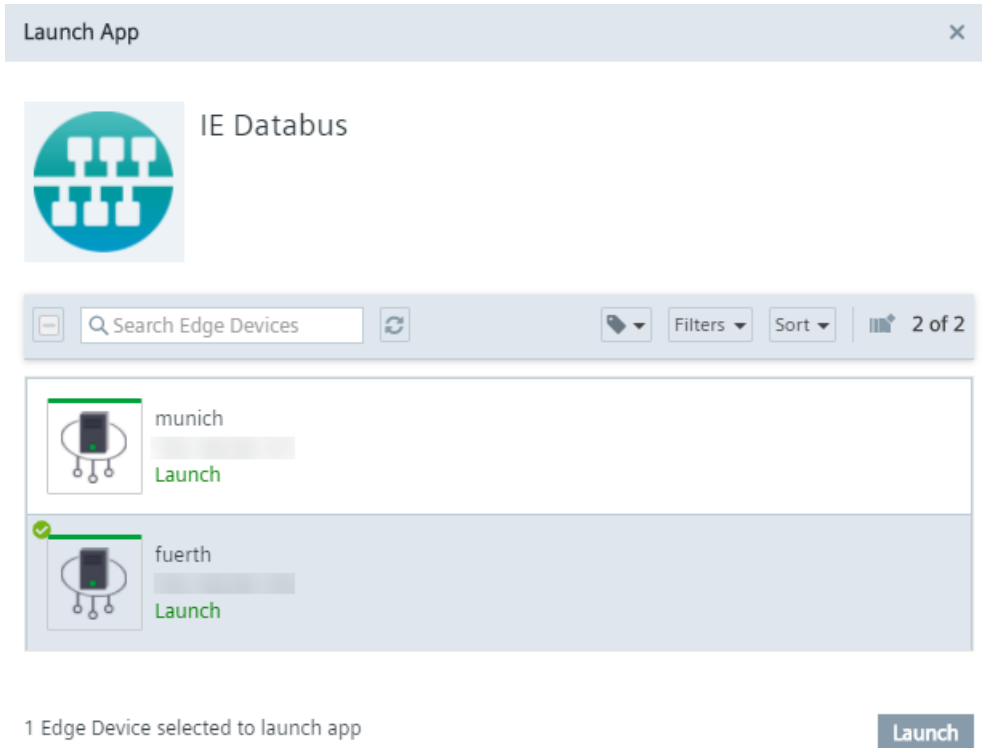 Launch App
IE Databus
Search Edge Devices
Filters
Sort
2 of 2
munich
Launch
fuerth
Launch
1 Edge Device selected to launch app
Launch